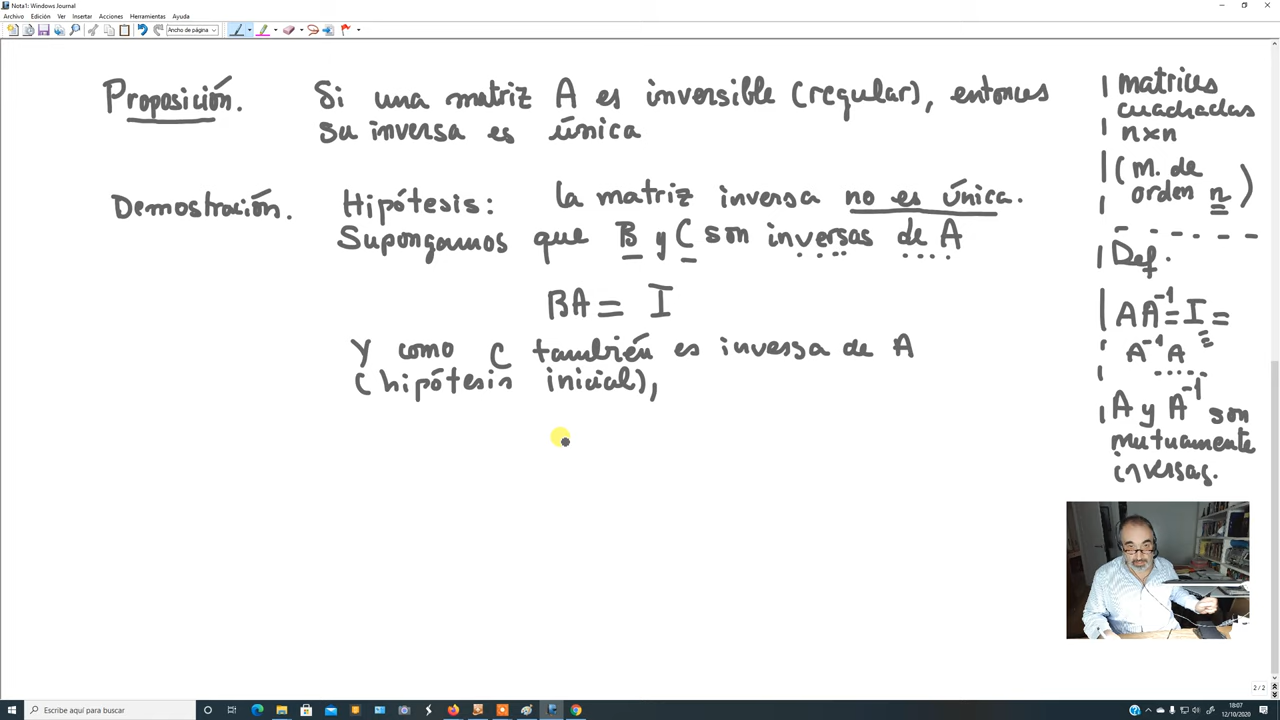 Nota1: Windows Journal
Archivo Edición Ver Insertar Acciones Herramientas Ayuda
Ancho de página
Proposición. Si una matriz A es inversible (regular), entonces
su inversa es única
Demostración. Hipótesis: la matriz inversa no es única.
Supongamos que B y C son inversas de A
BA = I
Y como C también es inversa de A
(hipótesis inicial),
matrices
cuadradas
n×n
(M. de
orden n)
Def.
AA⁻¹ = I =
A⁻¹A
A y A⁻¹ son
mutuamente
inversas.
2 / 2
Escribe aquí para buscar
18:07
12/10/2020